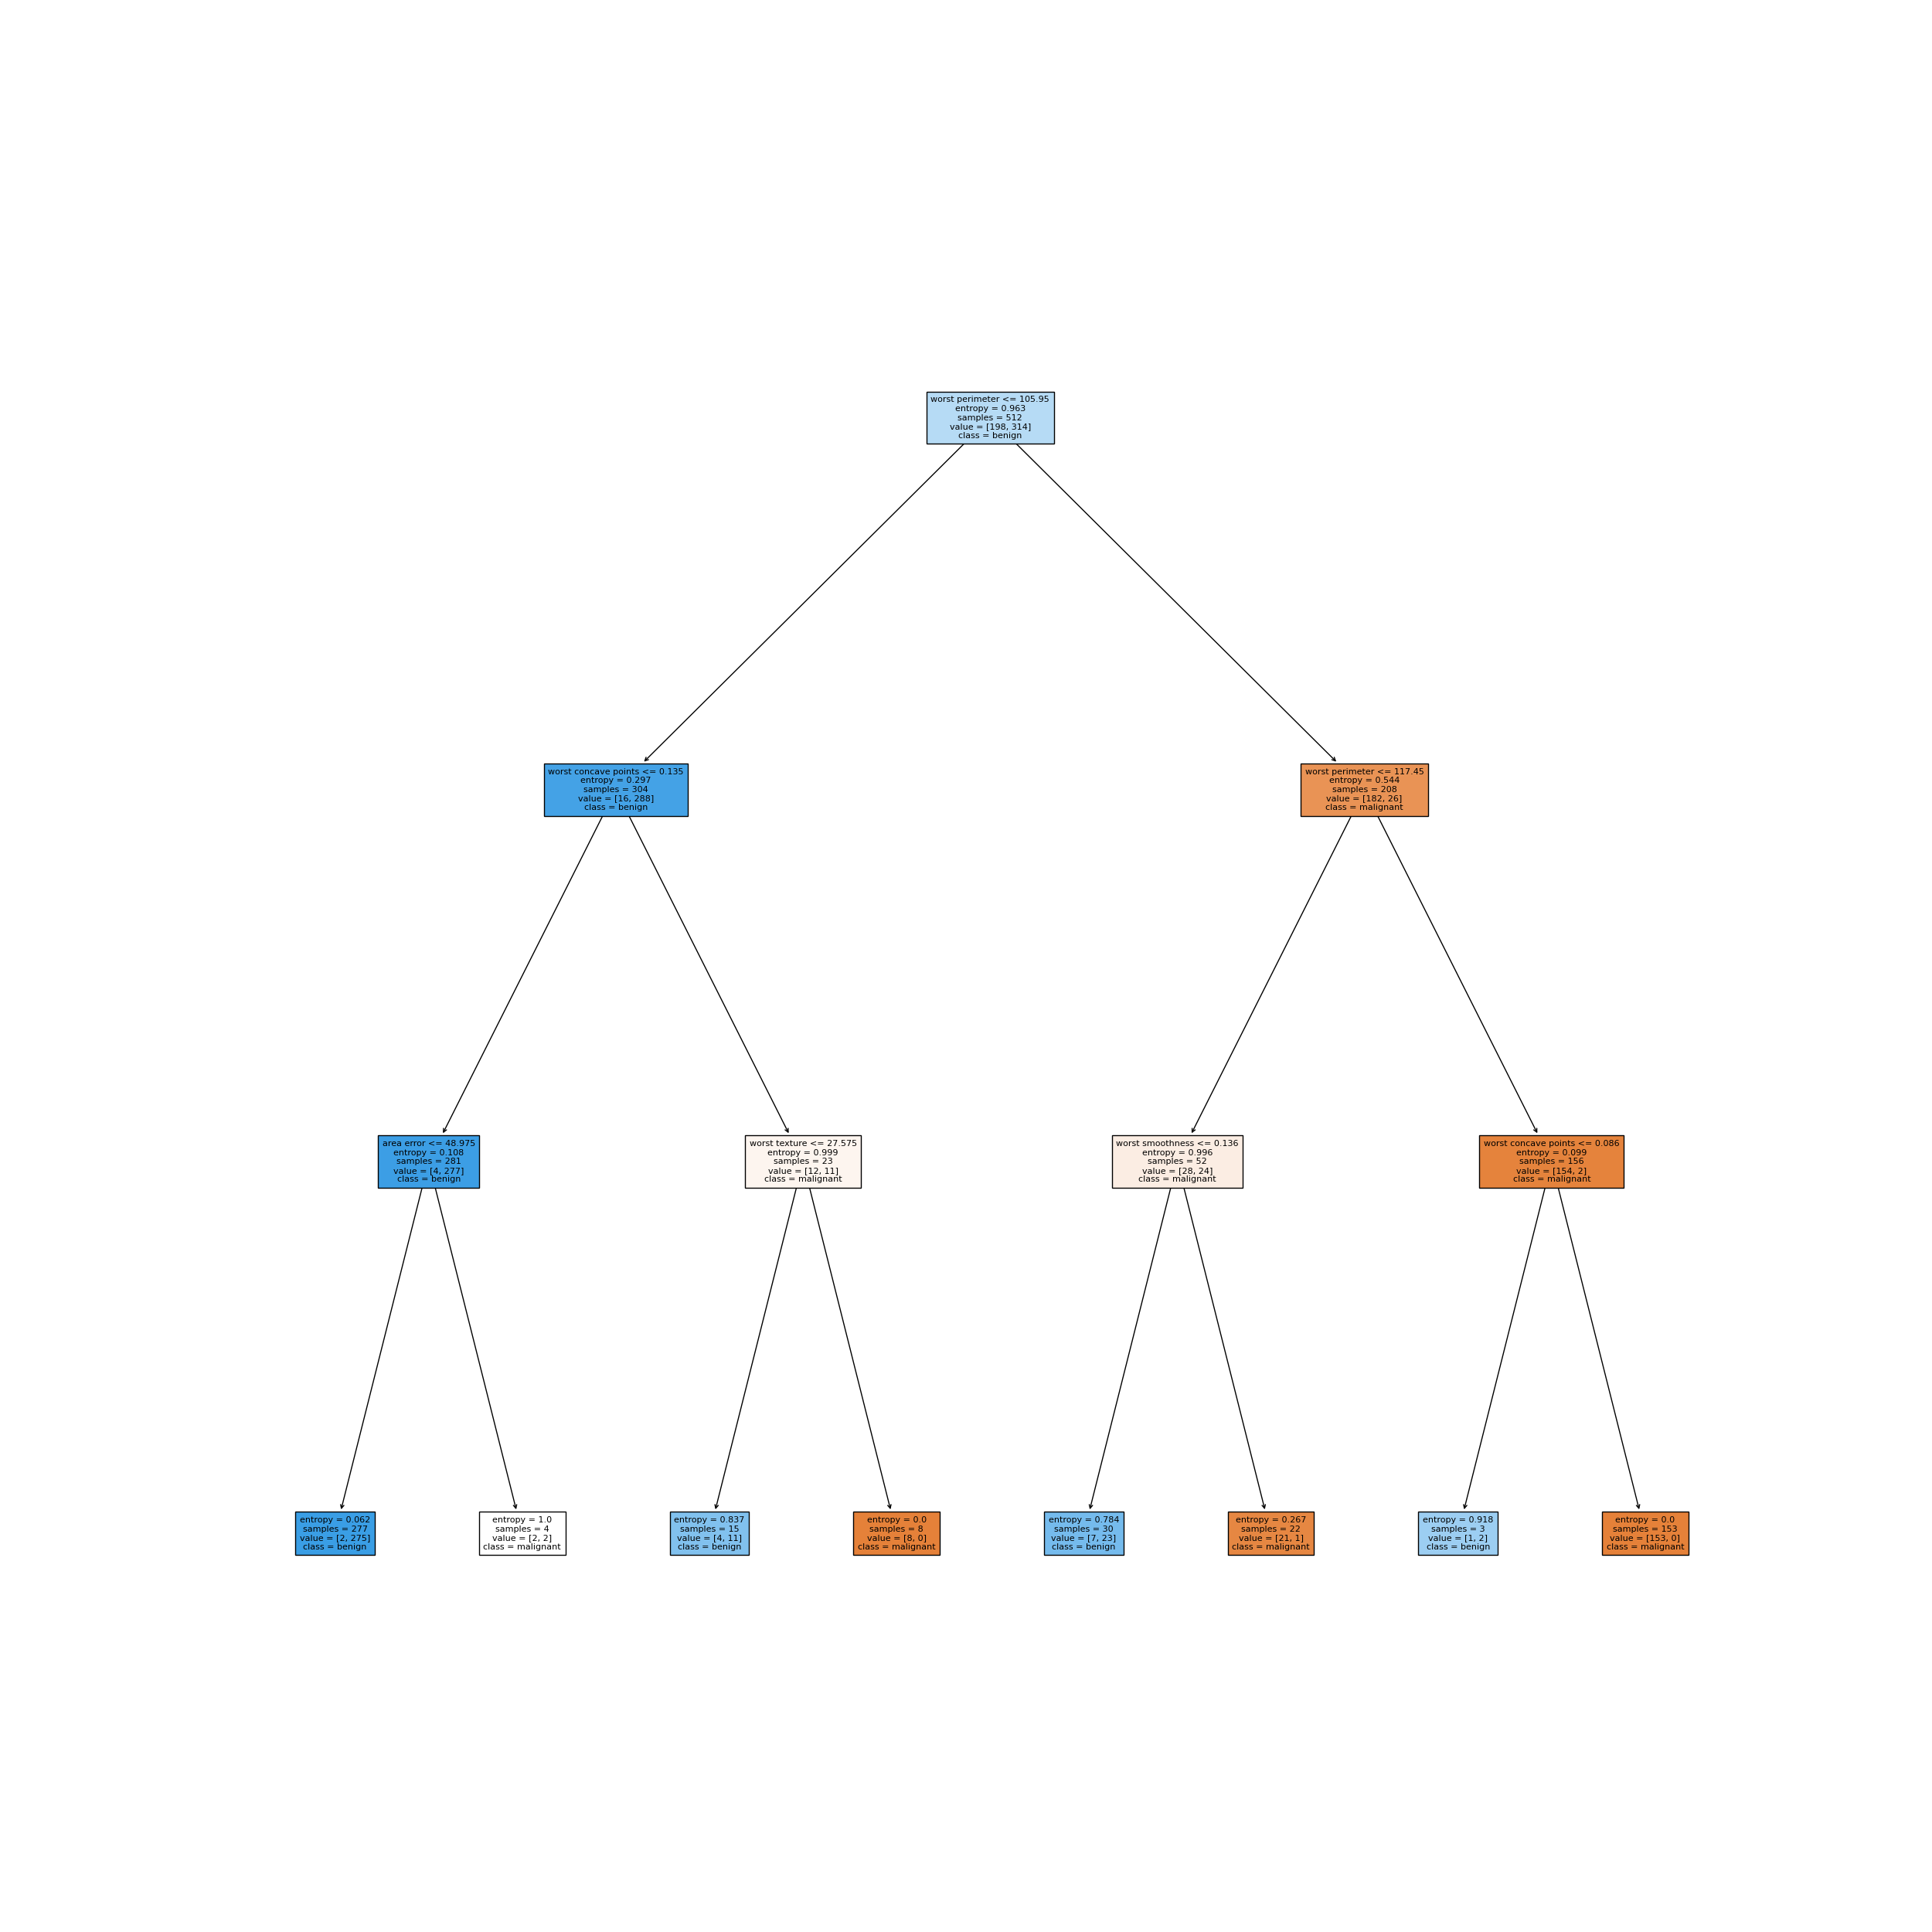 worst perimeter <= 105.95
entropy = 0.963
samples = 512
value = [198, 314]
class = benign
worst concave points <= 0.135
entropy = 0.297
samples = 304
value = [16, 288]
class = benign
worst perimeter <= 117.45
entropy = 0.544
samples = 208
value = [182, 26]
class = malignant
area error <= 48.975
entropy = 0.108
samples = 281
value = [4, 277]
class = benign
worst texture <= 27.575
entropy = 0.999
samples = 23
value = [12, 11]
class = malignant
worst smoothness <= 0.136
entropy = 0.996
samples = 52
value = [28, 24]
class = malignant
worst concave points <= 0.086
entropy = 0.099
samples = 156
value = [154, 2]
class = malignant
entropy = 0.062
samples = 277
value = [2, 275]
class = benign
entropy = 1.0
samples = 4
value = [2, 2]
class = malignant
entropy = 0.837
samples = 15
value = [4, 11]
class = benign
entropy = 0.0
samples = 8
value = [8, 0]
class = malignant
entropy = 0.784
samples = 30
value = [7, 23]
class = benign
entropy = 0.267
samples = 22
value = [21, 1]
class = malignant
entropy = 0.918
samples = 3
value = [1, 2]
class = benign
entropy = 0.0
samples = 153
value = [153, 0]
class = malignant